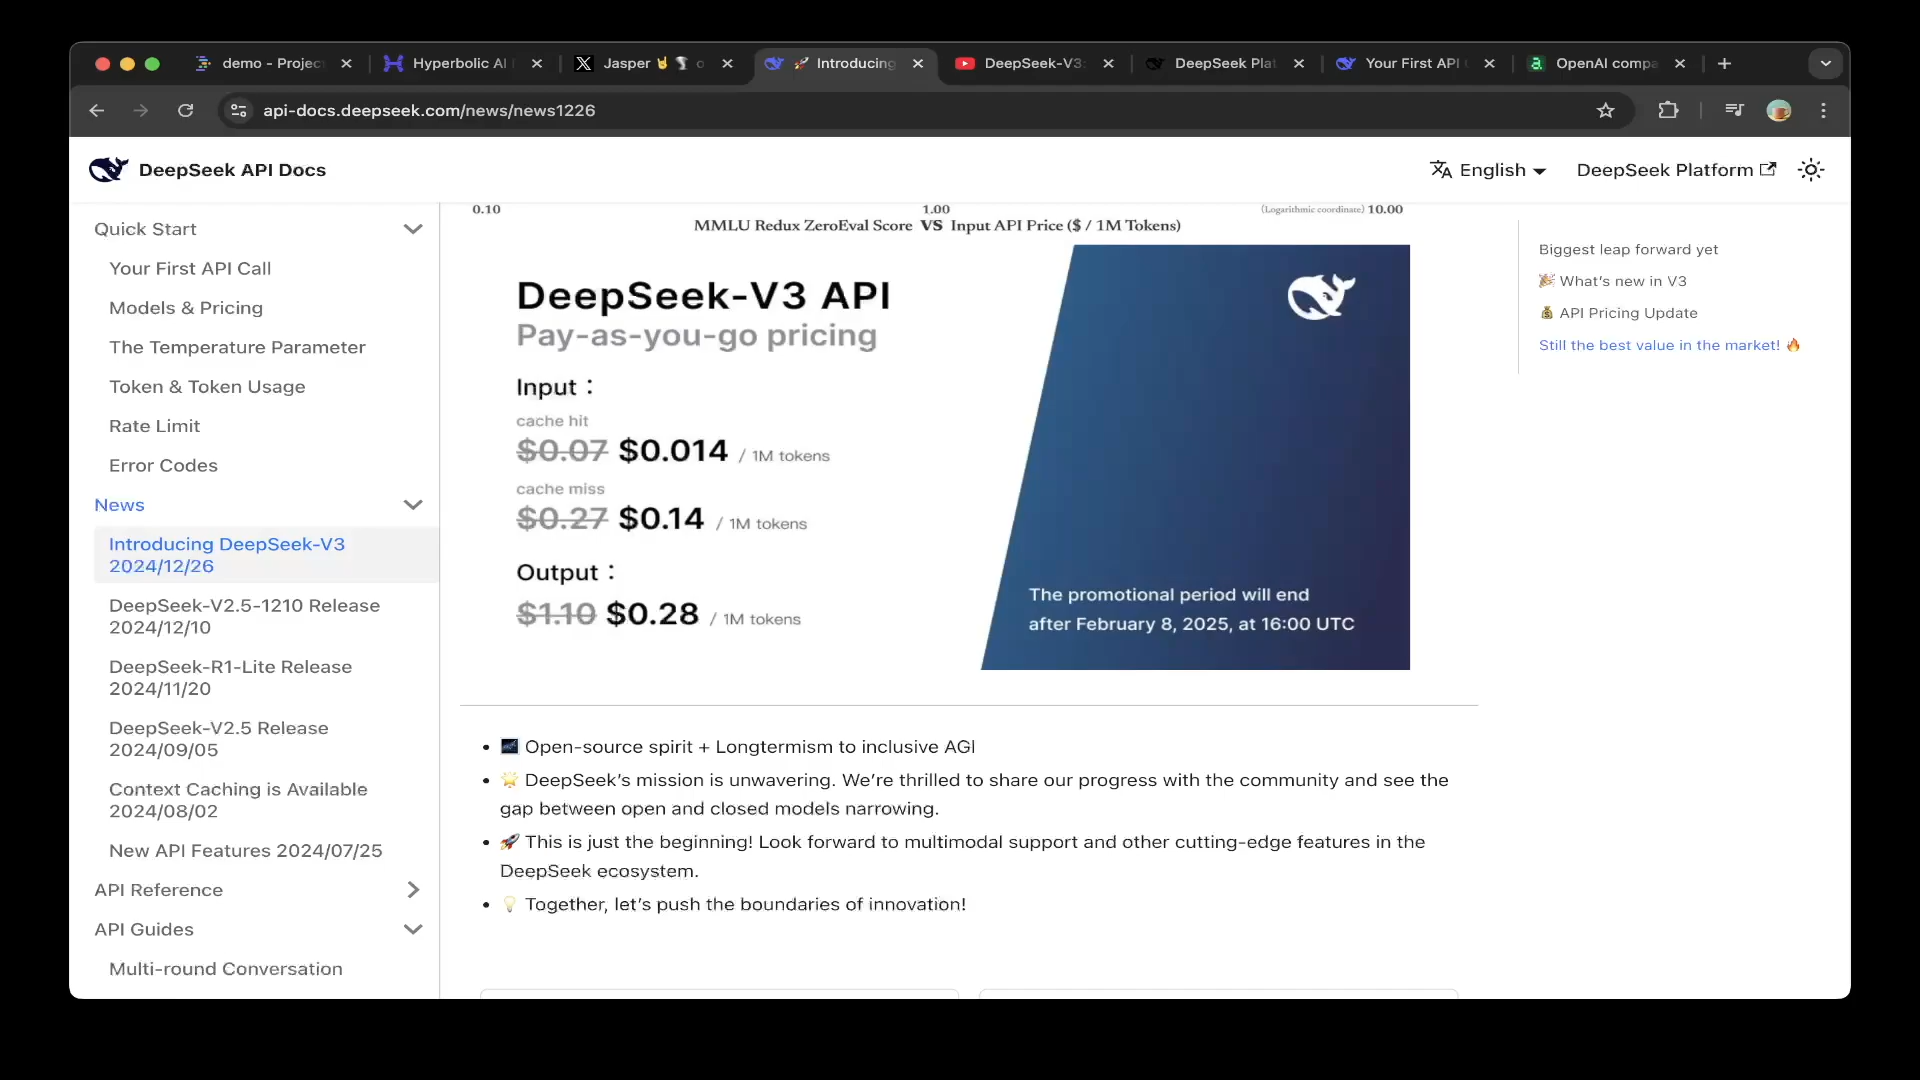 demo - Projec
Hyperbolic AI
Jasper
Introducing
DeepSeek-V3:
DeepSeek Plat
Your First API
OpenAI compa
api-docs.deepseek.com/news/news1226
DeepSeek API Docs
English
DeepSeek Platform
Quick Start
Your First API Call
Models & Pricing
The Temperature Parameter
Token & Token Usage
Rate Limit
Error Codes
News
Introducing DeepSeek-V3
2024/12/26
DeepSeek-V2.5-1210 Release
2024/12/10
DeepSeek-R1-Lite Release
2024/11/20
DeepSeek-V2.5 Release
2024/09/05
Context Caching is Available
2024/08/02
New API Features 2024/07/25
API Reference
API Guides
Multi-round Conversation
0.10 1.00 (Logarithmic coordinate) 10.00
MMLU Redux ZeroEval Score VS Input API Price ($ / 1M Tokens)
DeepSeek-V3 API
Pay-as-you-go pricing
Input：
cache hit
$0.07 $0.014 / 1M tokens
cache miss
$0.27 $0.14 / 1M tokens
Output：
$1.10 $0.28 / 1M tokens
The promotional period will end
after February 8, 2025, at 16:00 UTC
• 🌌 Open-source spirit + Longtermism to inclusive AGI
• 🌟 DeepSeek’s mission is unwavering. We’re thrilled to share our progress with the community and see the
gap between open and closed models narrowing.
• 🚀 This is just the beginning! Look forward to multimodal support and other cutting-edge features in the
DeepSeek ecosystem.
• 💡 Together, let’s push the boundaries of innovation!
Biggest leap forward yet
🎉 What’s new in V3
💰 API Pricing Update
Still the best value in the market! 🔥